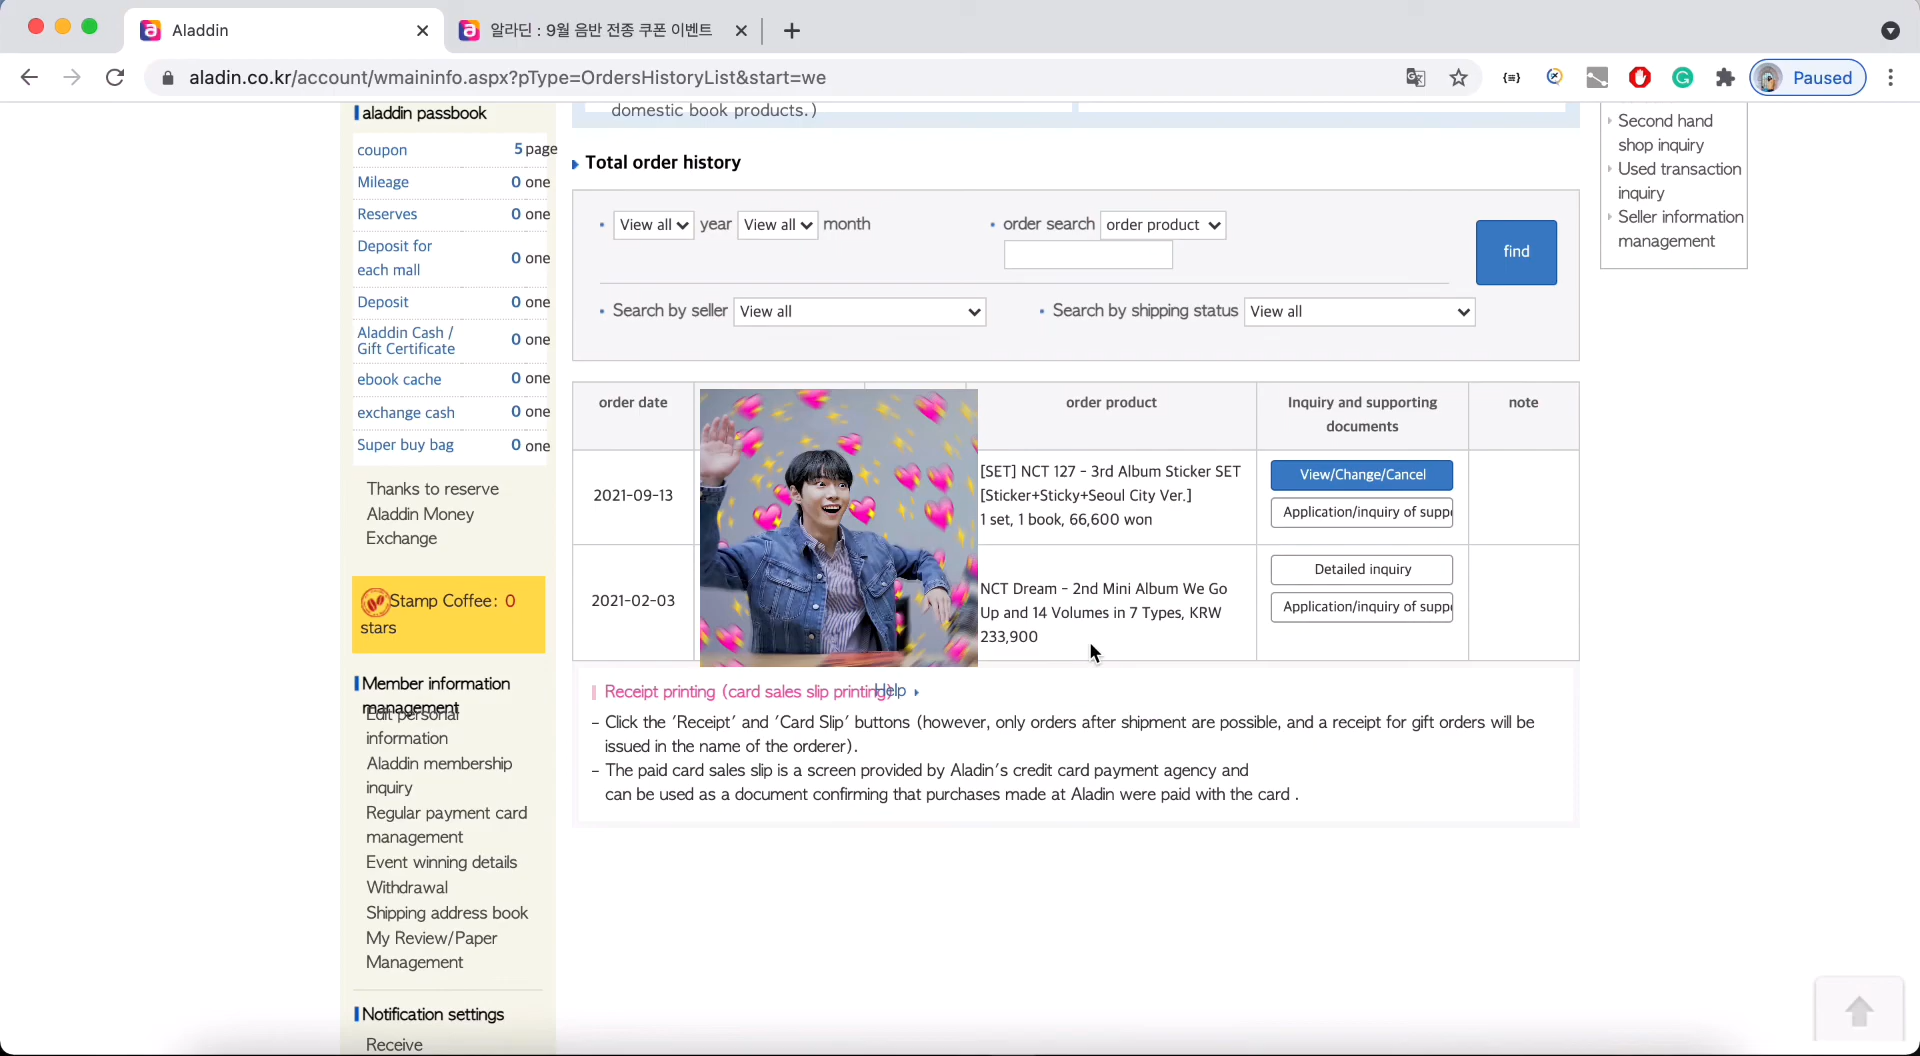 Aladdin
알라딘 : 9월 음반 전종 쿠폰 이벤트
aladin.co.kr/account/wmaininfo.aspx?pType=OrdersHistoryList&start=we
Paused
aladdin passbook
coupon 5 page
Mileage 0 one
Reserves 0 one
Deposit for
each mall 0 one
Deposit 0 one
Aladdin Cash /
Gift Certificate 0 one
ebook cache 0 one
exchange cash 0 one
Super buy bag 0 one
Thanks to reserve
Aladdin Money
Exchange
Stamp Coffee: 0
stars
Member information
management
Edit personal
information
Aladdin membership
inquiry
Regular payment card
management
Event winning details
Withdrawal
Shipping address book
My Review/Paper
Management
Notification settings
Receive
domestic book products.)
Total order history
View all year View all month
order search order product
find
Search by seller View all
Search by shipping status View all
order date
order product
Inquiry and supporting
documents
note
2021-09-13
[SET] NCT 127 - 3rd Album Sticker SET
[Sticker+Sticky+Seoul City Ver.]
1 set, 1 book, 66,600 won
View/Change/Cancel
Application/inquiry of suppo
2021-02-03
NCT Dream - 2nd Mini Album We Go
Up and 14 Volumes in 7 Types, KRW
233,900
Detailed inquiry
Application/inquiry of suppo
Receipt printing (card sales slip printing)
Help
- Click the 'Receipt' and 'Card Slip' buttons (however, only orders after shipment are possible, and a receipt for gift orders will be
issued in the name of the orderer).
- The paid card sales slip is a screen provided by Aladin's credit card payment agency and
can be used as a document confirming that purchases made at Aladin were paid with the card .
Second hand
shop inquiry
Used transaction
inquiry
Seller information
management